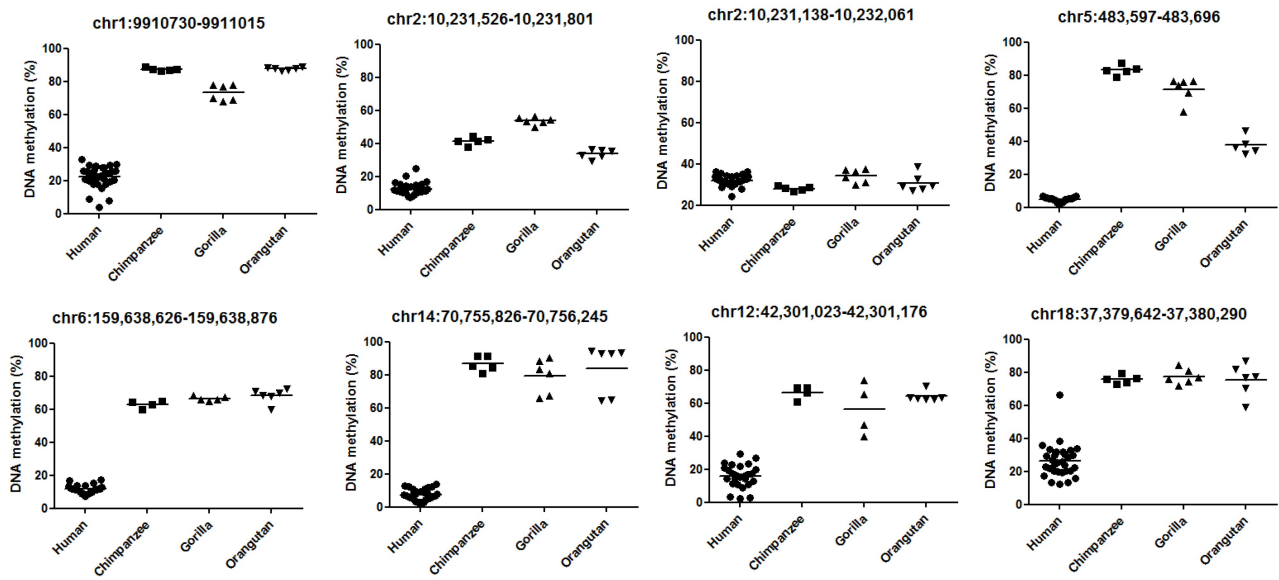 chr1:9910730-9911015
DNA methylation (%)
100
80
60
40
20
0
Human
Chimpanzee
Gorilla
Orangutan
chr2:10,231,526-10,231,801
DNA methylation (%)
100
80
60
40
20
0
Human
Chimpanzee
Gorilla
Orangutan
chr2:10,231,138-10,232,061
DNA methylation (%)
100
80
60
40
20
Human
Chimpanzee
Gorilla
Orangutan
chr5:483,597-483,696
DNA methylation (%)
100
80
60
40
20
0
Human
Chimpanzee
Gorilla
Orangutan
chr6:159,638,626-159,638,876
DNA methylation (%)
100
80
60
40
20
0
Human
Chimpanzee
Gorilla
Orangutan
chr14:70,755,826-70,756,245
DNA methylation (%)
100
80
60
40
20
0
Human
Chimpanzee
Gorilla
Orangutan
chr12:42,301,023-42,301,176
DNA methylation (%)
100
80
60
40
20
0
Human
Chimpanzee
Gorilla
Orangutan
chr18:37,379,642-37,380,290
DNA methylation (%)
100
80
60
40
20
0
Human
Chimpanzee
Gorilla
Orangutan